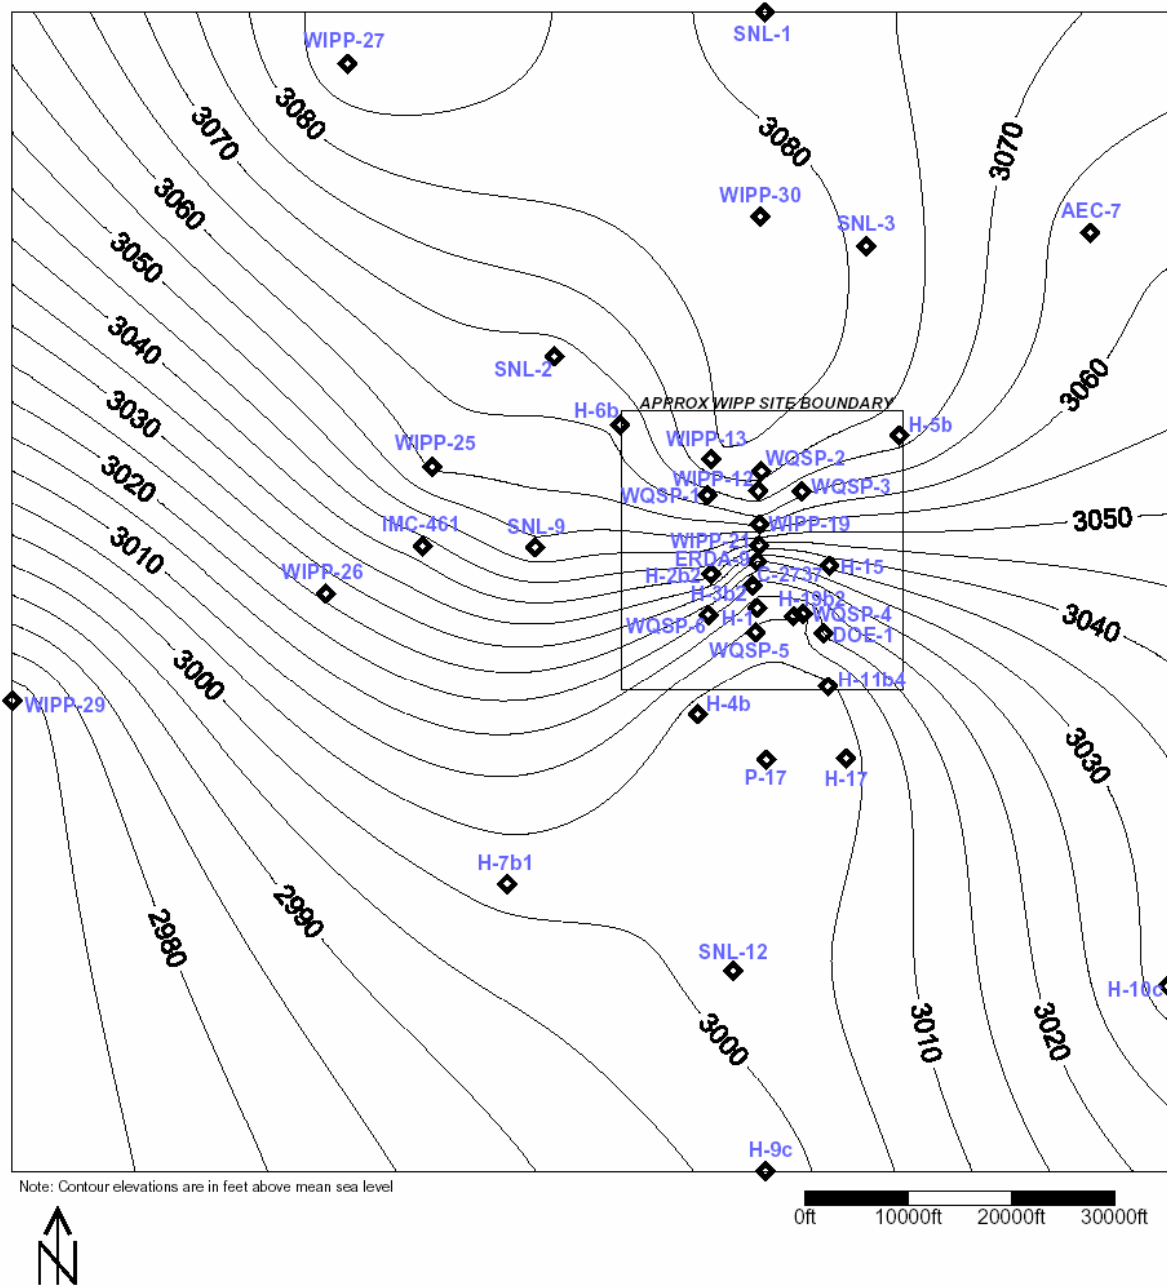 SNL-1
WIPP-27
3080
3070
3080
3070
3060
WIPP-30
SNL-3
AEC-7
3050
3040
SNL-2
3060
3030
APPROX WIPP SITE BOUNDARY
H-6b
H-5b
WIPP-25
WIPP-13
WQSP-2
3020
WIPP-12
WQSP-1
WQSP-3
IMC-461
SNL-9
WIPP-19
3050
3010
WIPP-21
ERDA-9
H-15
WIPP-26
H-2b2
C-2737
H-3b2
H-19b2
WQSP-6
H-1
WQSP-4
3040
DOE-1
WQSP-5
3000
H-11b4
WIPP-29
H-4b
3030
P-17
H-17
H-7b1
2990
2980
SNL-12
H-10c
3000
3010
3020
H-9c
Note: Contour elevations are in feet above mean sea level
0ft 10000ft 20000ft 30000ft
N